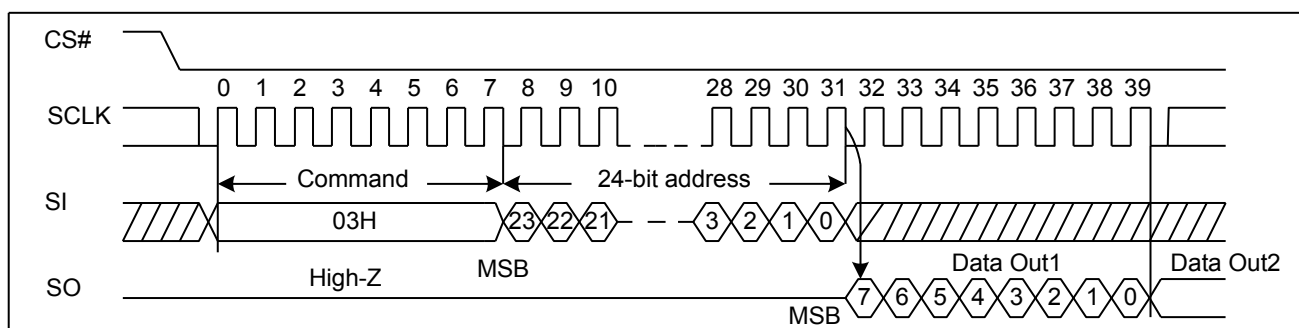 CS#
0 1 2 3 4 5 6 7 8 9 10 28 29 30 31 32 33 34 35 36 37 38 39
SCLK
Command 24-bit address
SI
03H 23 22 21 3 2 1 0
High-Z MSB Data Out1 Data Out2
SO
MSB 7 6 5 4 3 2 1 0